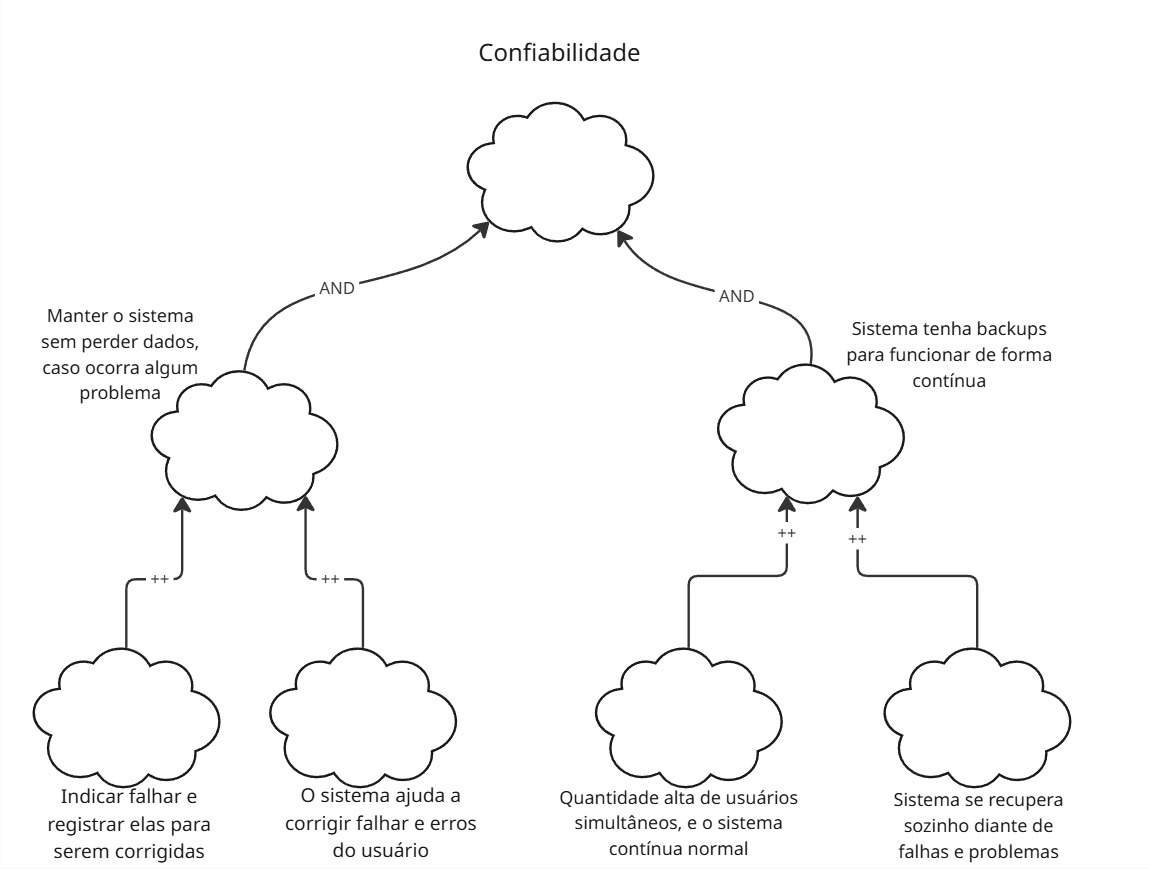 Confiabilidade
AND
AND
Manter o sistema
sem perder dados,
caso ocorra algum
problema
Sistema tenha backups
para funcionar de forma
contínua
++
++
++
++
Indicar falhar e
registrar elas para
serem corrigidas
O sistema ajuda a
corrigir falhar e erros
do usuário
Quantidade alta de usuários
simultâneos, e o sistema
contínua normal
Sistema se recupera
sozinho diante de
falhas e problemas